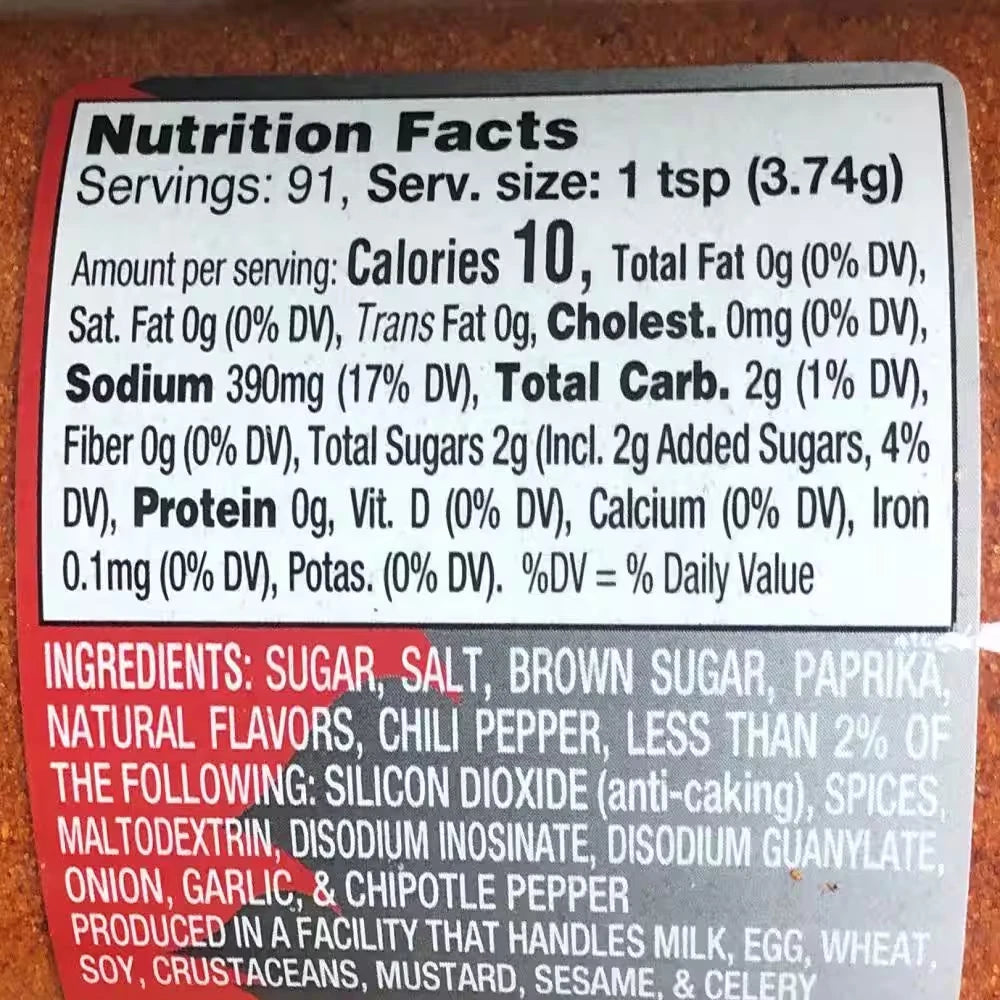 Nutrition Facts
Servings: 91, Serv. size: 1 tsp (3.74g)
Amount per serving: Calories 10, Total Fat 0g (0% DV),
Sat. Fat 0g (0% DV), Trans Fat 0g, Cholest. 0mg (0% DV),
Sodium 390mg (17% DV), Total Carb. 2g (1% DV),
Fiber 0g (0% DV), Total Sugars 2g (Incl. 2g Added Sugars, 4%
DV), Protein 0g, Vit. D (0% DV), Calcium (0% DV), Iron
0.1mg (0% DV), Potas. (0% DV). %DV = % Daily Value
INGREDIENTS: SUGAR, SALT, BROWN SUGAR, PAPRIKA,
NATURAL FLAVORS, CHILI PEPPER, LESS THAN 2% OF
THE FOLLOWING: SILICON DIOXIDE (anti-caking), SPICES,
MALTODEXTRIN, DISODIUM INOSINATE, DISODIUM GUANYLATE,
ONION, GARLIC, & CHIPOTLE PEPPER
PRODUCED IN A FACILITY THAT HANDLES MILK, EGG, WHEAT,
SOY, CRUSTACEANS, MUSTARD, SESAME, & CELERY